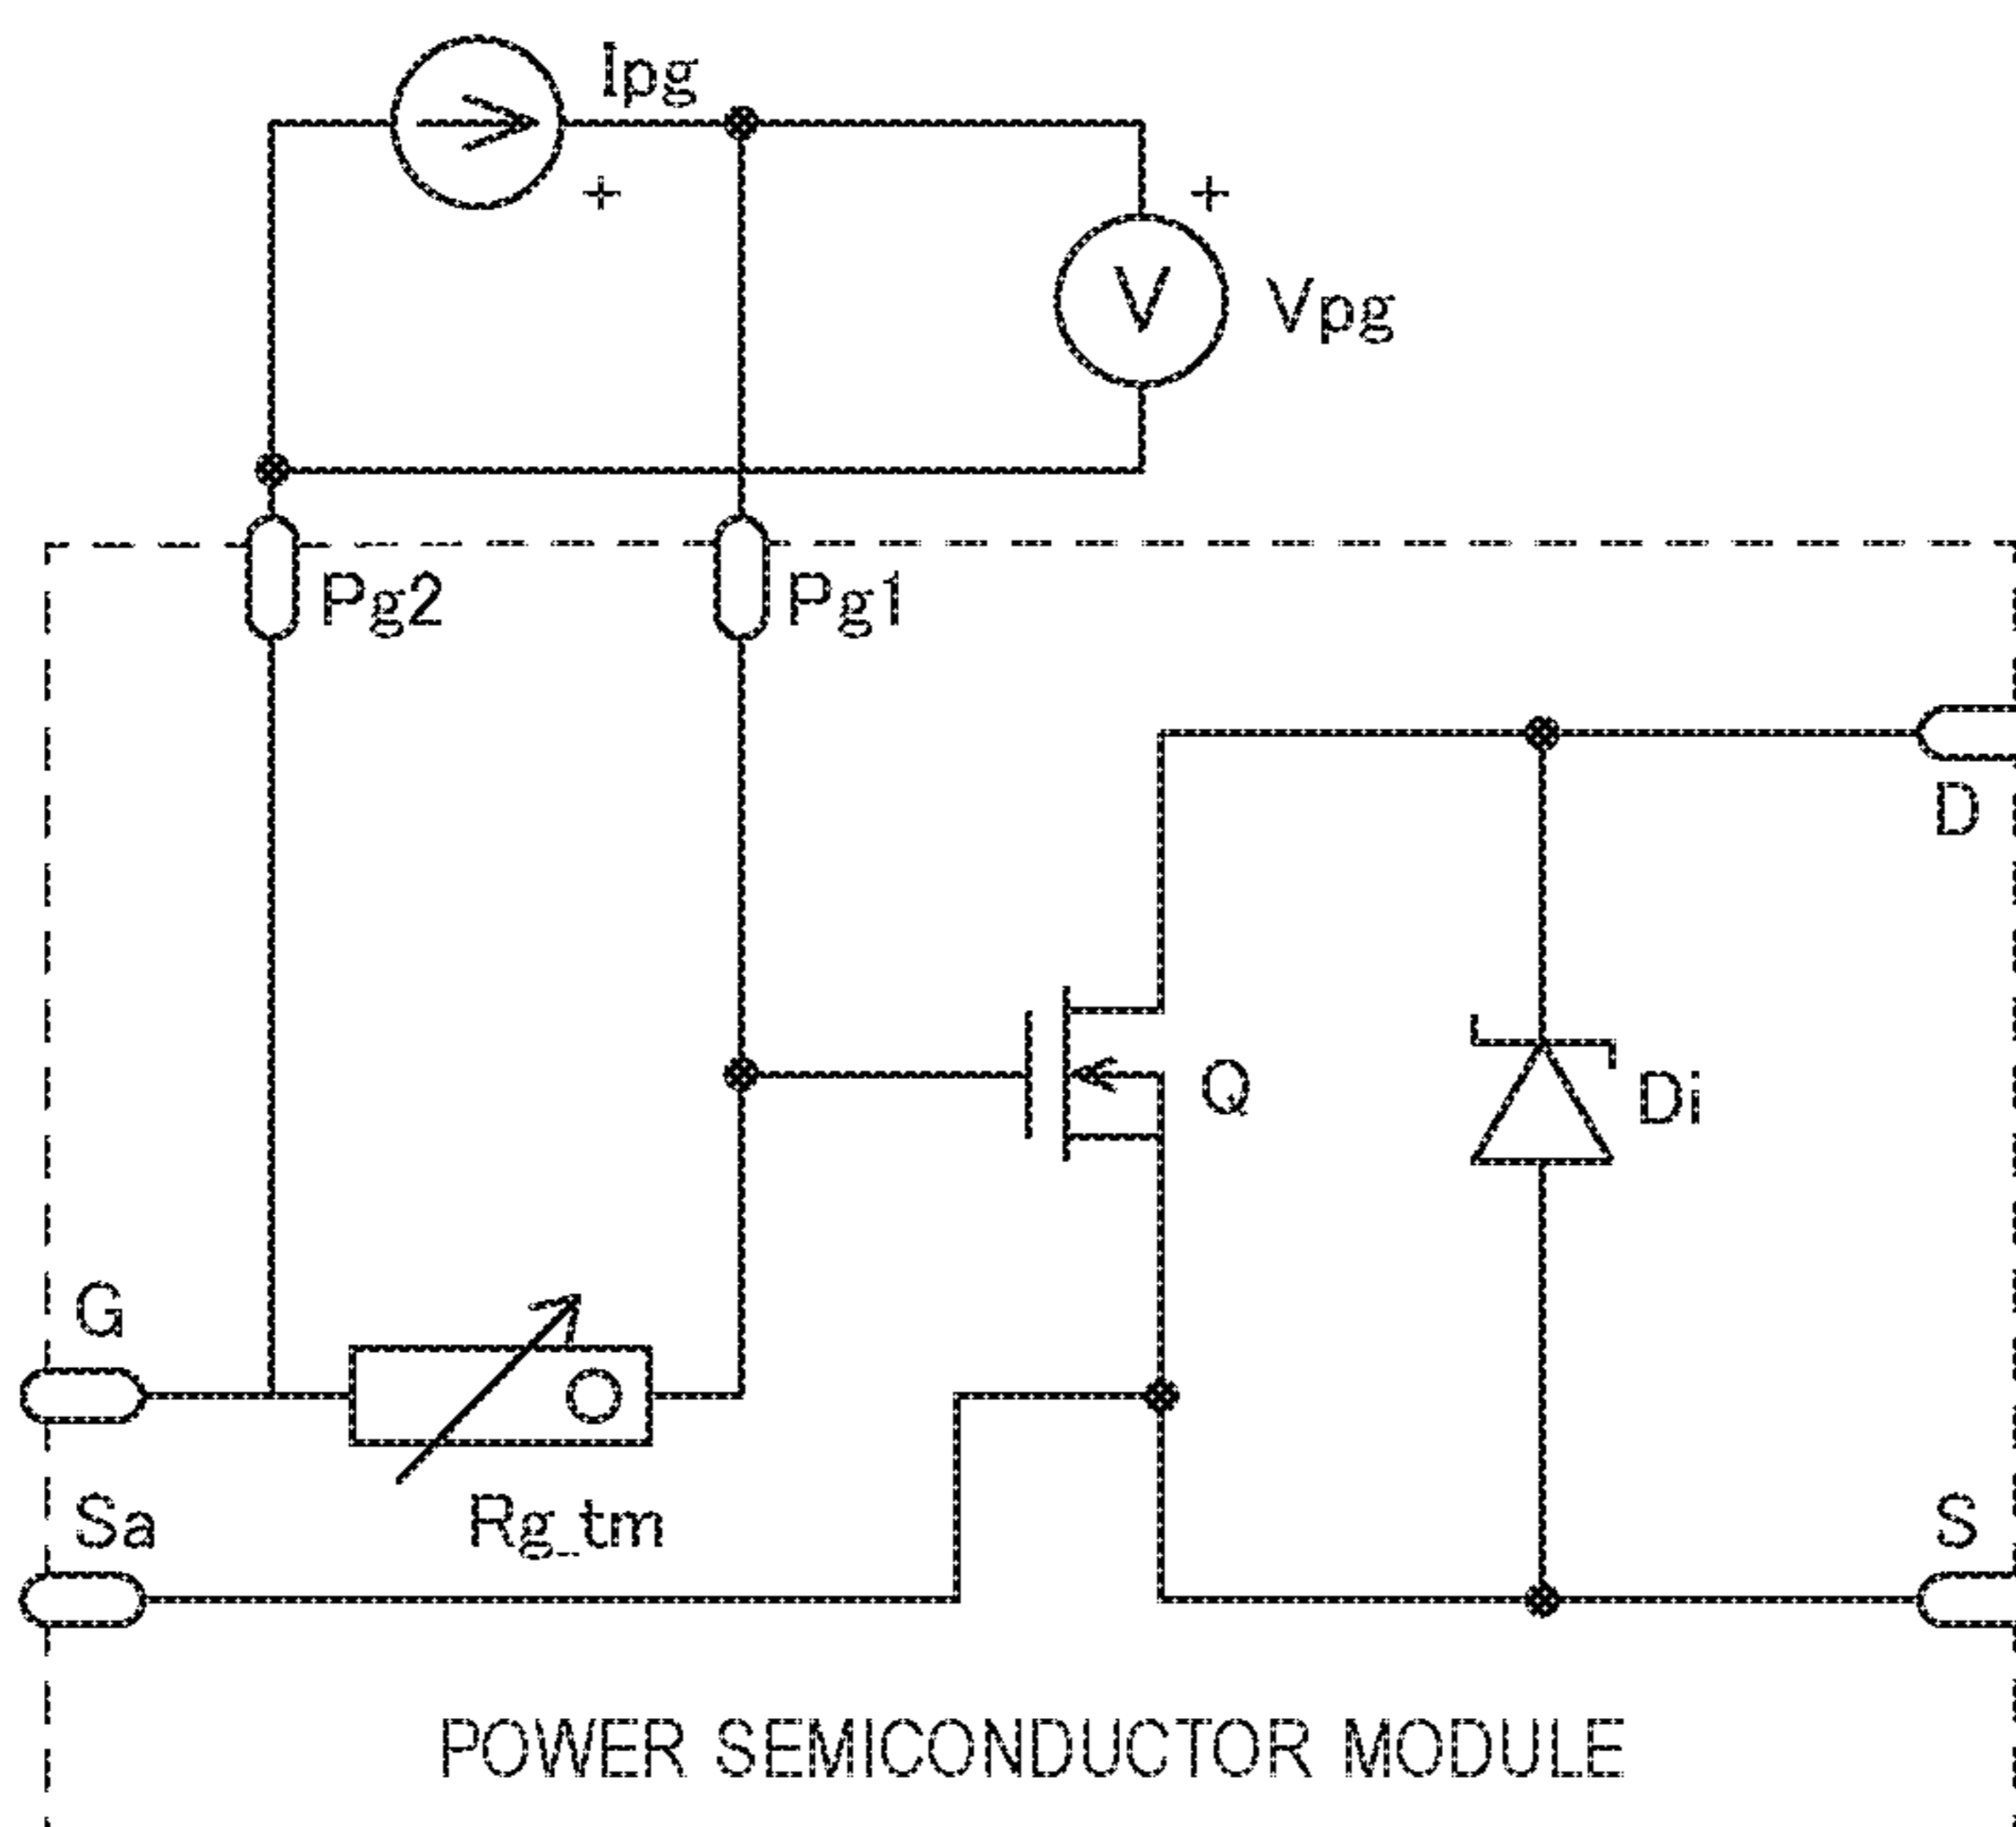 Ipg
+
+
V
Vpg
Pg2
Pg1
D
Q
Di
G
Sa
Rg_tm
S
POWER SEMICONDUCTOR MODULE